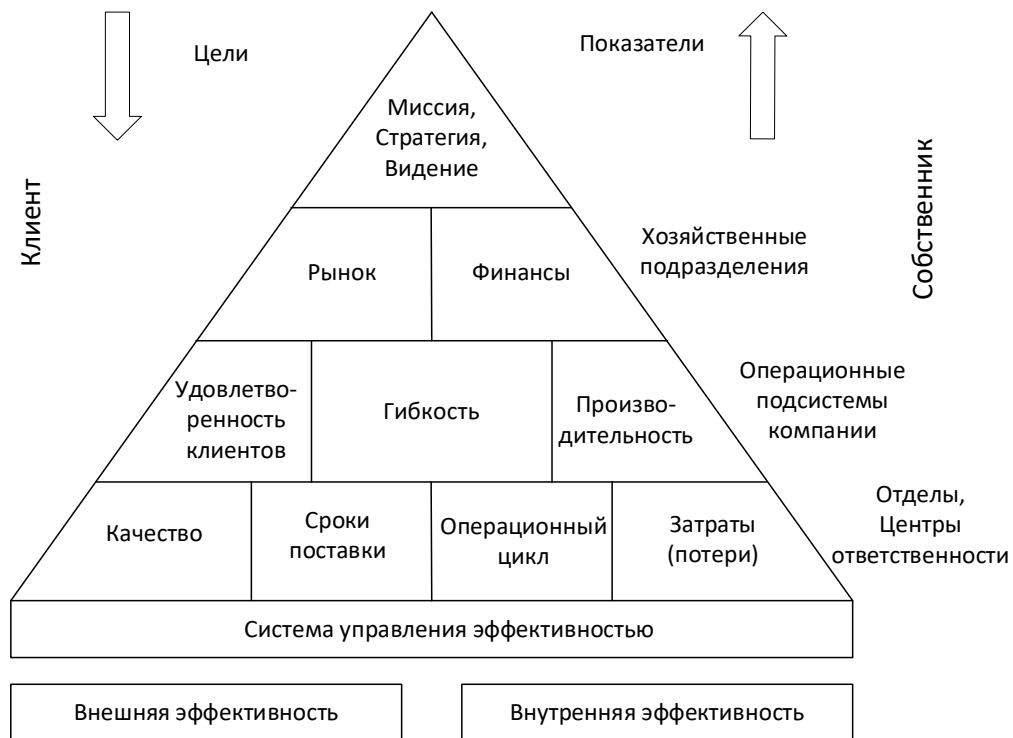 Цели
Показатели
Миссия,
Стратегия,
Видение
Клиент
Собственник
Рынок
Финансы
Хозяйственные
подразделения
Удовлетво-
ренность
клиентов
Гибкость
Произво-
дительность
Операционные
подсистемы
компании
Качество
Сроки
поставки
Операционный
цикл
Затраты
(потери)
Отделы,
Центры
ответственности
Система управления эффективностью
Внешняя эффективность
Внутренняя эффективность